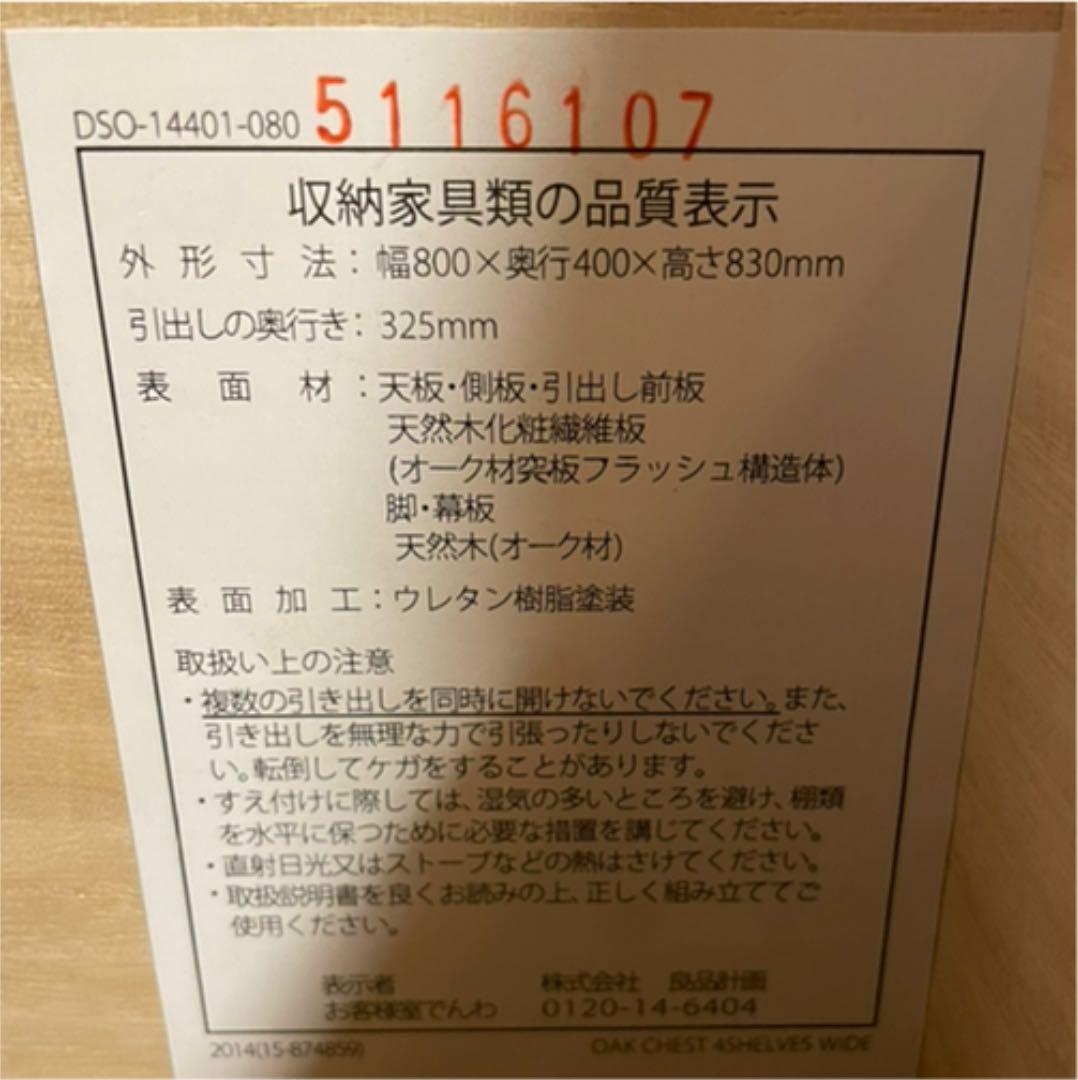 DSO-14401-080 5116107
収納家具類の品質表示
外形寸法：幅800×奥行400×高さ830mm
引出しの奥行き：325mm
表面材：天板・側板・引出し前板
天然木化粧繊維板
(オーク材突板フラッシュ構造体)
脚・幕板
天然木(オーク材)
表面加工：ウレタン樹脂塗装
取扱い上の注意
・複数の引き出しを同時に開けないでください。また、
引き出しを無理な力で引張ったりしないでくださ
い。転倒してケガをすることがあります。
・すえ付けに際しては、湿気の多いところを避け、棚類
を水平に保つために必要な措置を講じてください。
・直射日光又はストーブなどの熱はさけてください。
・取扱説明書を良くお読みの上、正しく組み立ててご
使用ください。
表示者 株式会社 良品計画
お客様室でんわ 0120-14-6404
2014(15-874859) OAK CHEST 4SHELVES WIDE